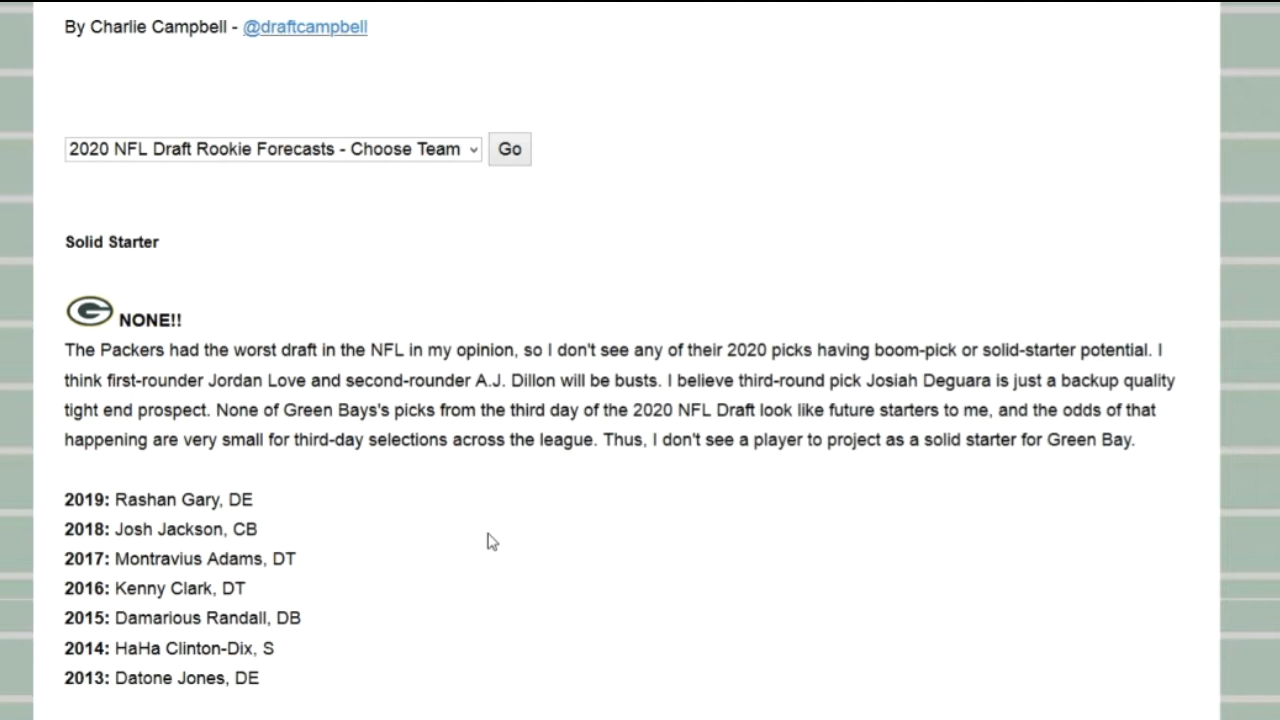 By Charlie Campbell - @draftcampbell
2020 NFL Draft Rookie Forecasts - Choose Team Go
Solid Starter
G NONE!!
The Packers had the worst draft in the NFL in my opinion, so I don't see any of their 2020 picks having boom-pick or solid-starter potential. I
think first-rounder Jordan Love and second-rounder A.J. Dillon will be busts. I believe third-round pick Josiah Deguara is just a backup quality
tight end prospect. None of Green Bays's picks from the third day of the 2020 NFL Draft look like future starters to me, and the odds of that
happening are very small for third-day selections across the league. Thus, I don't see a player to project as a solid starter for Green Bay.
2019: Rashan Gary, DE
2018: Josh Jackson, CB
2017: Montravius Adams, DT
2016: Kenny Clark, DT
2015: Damarious Randall, DB
2014: HaHa Clinton-Dix, S
2013: Datone Jones, DE